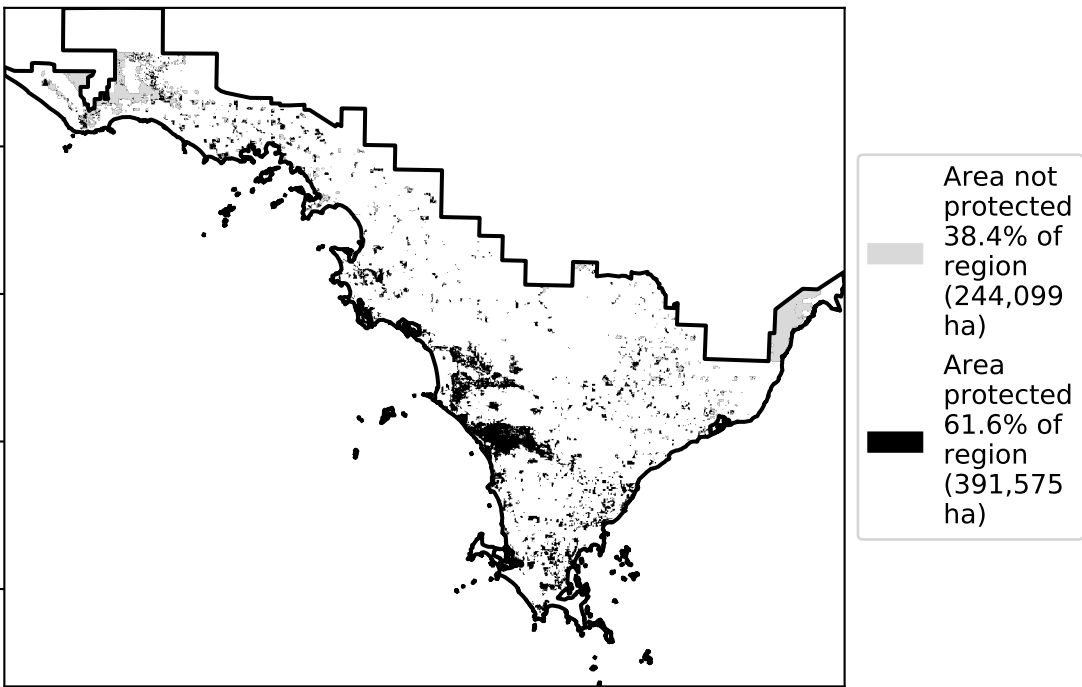 Area not
protected
38.4% of
region
(244,099
ha)
Area
protected
61.6% of
region
(391,575
ha)